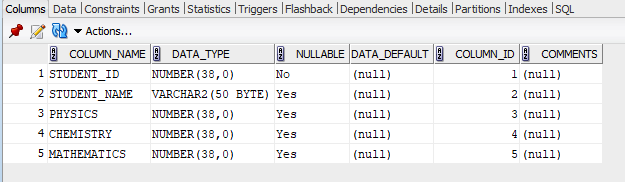 Columns Data Constraints Grants Statistics Triggers Flashback Dependencies Details Partitions Indexes SQL
Actions...
COLUMN_NAME DATA_TYPE NULLABLE DATA_DEFAULT COLUMN_ID COMMENTS
1 STUDENT_ID NUMBER(38,0) No (null) 1 (null)
2 STUDENT_NAME VARCHAR2(50 BYTE) Yes (null) 2 (null)
3 PHYSICS NUMBER(38,0) Yes (null) 3 (null)
4 CHEMISTRY NUMBER(38,0) Yes (null) 4 (null)
5 MATHEMATICS NUMBER(38,0) Yes (null) 5 (null)